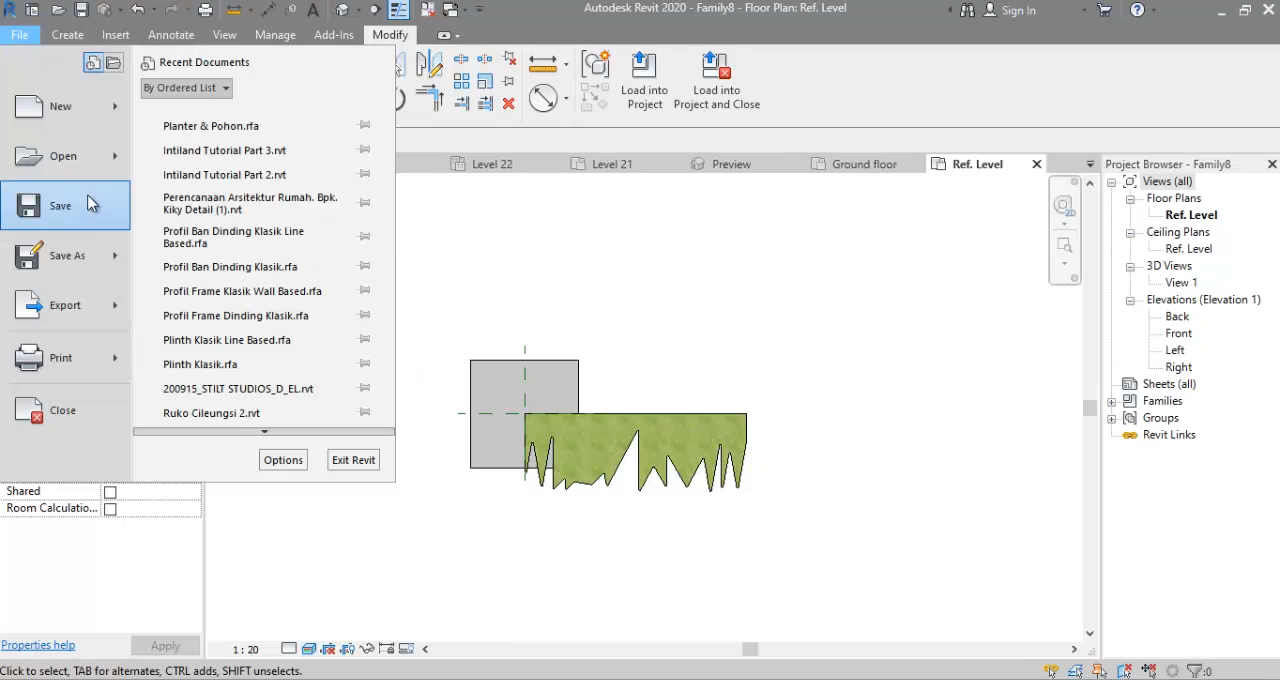 Autodesk Revit 2020 - Family8 - Floor Plan: Ref. Level
Sign In
File Create Insert Annotate View Manage Add-Ins Modify
Recent Documents
By Ordered List
New
Open
Save
Save As
Export
Print
Close
Planter & Pohon.rfa
Intiland Tutorial Part 3.rvt
Intiland Tutorial Part 2.rvt
Perencanaan Arsitektur Rumah. Bpk.
Kiky Detail (1).rvt
Profil Ban Dinding Klasik Line
Based.rfa
Profil Ban Dinding Klasik.rfa
Profil Frame Klasik Wall Based.rfa
Profil Frame Dinding Klasik.rfa
Plinth Klasik Line Based.rfa
Plinth Klasik.rfa
200915_STILT STUDIOS_D_EL.rvt
Ruko Cileungsi 2.rvt
Options Exit Revit
Load into
Project
Load into
Project and Close
Level 22 Level 21 Preview Ground floor Ref. Level
Project Browser - Family8
Views (all)
Floor Plans
Ref. Level
Ceiling Plans
Ref. Level
3D Views
View 1
Elevations (Elevation 1)
Back
Front
Left
Right
Sheets (all)
Families
Groups
Revit Links
Shared
Room Calculatio...
Properties help Apply
1 : 20
Click to select, TAB for alternates, CTRL adds, SHIFT unselects.
:0